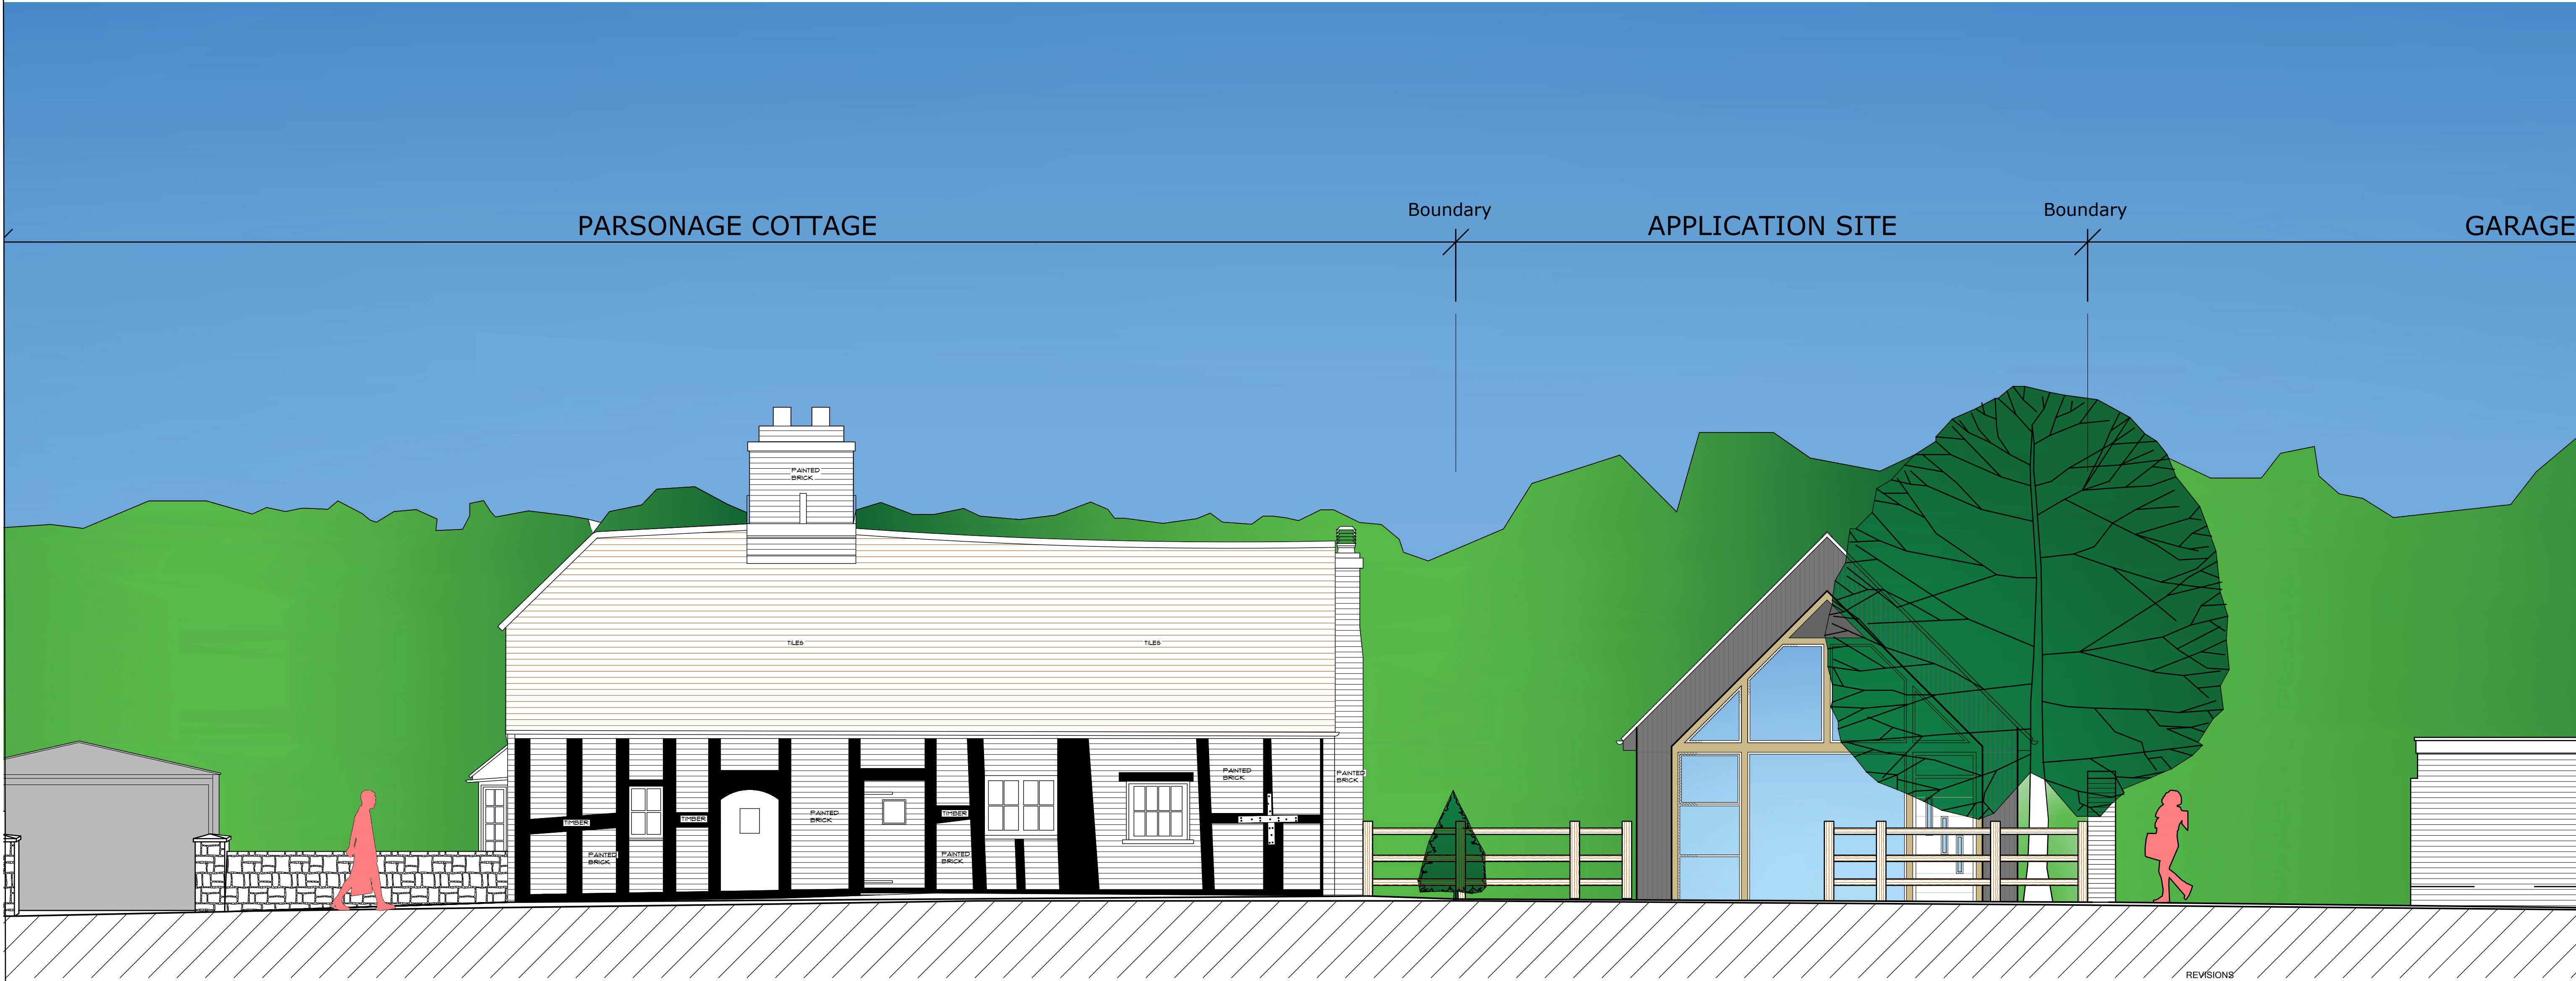 Boundary
Boundary
PARSONAGE COTTAGE
APPLICATION SITE
GARAGE
PAINTED
BRICK
TILES
TILES
PAINTED
BRICK
PAINTED
BRICK
PAINTED
BRICK
TIMBER
TIMBER
TIMBER
PAINTED
BRICK
PAINTED
BRICK
REVISIONS